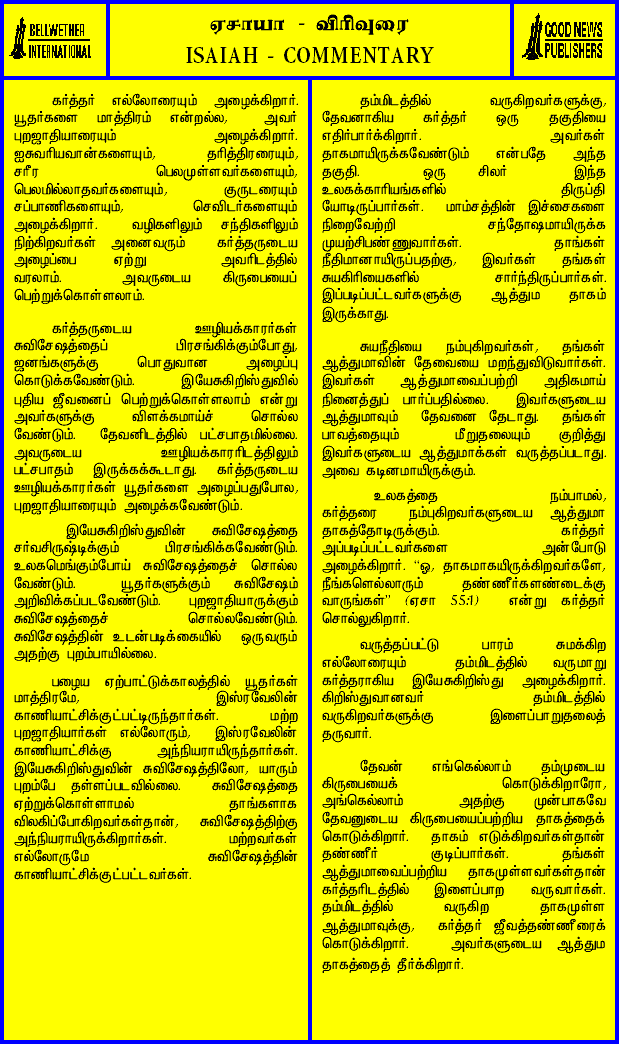 BELLWETHER
INTERNATIONAL
ஏசாயா - விரிவுரை
ISAIAH - COMMENTARY
GOOD NEWS
PUBLISHERS
கர்த்தர் எல்லோரையும் அழைக்கிறார்.
யூதர்களை மாத்திரம் என்றல்ல, அவர்
புறஜாதியாரையும் அழைக்கிறார்.
ஐசுவரியவான்களையும், தரித்திரரையும்,
சரீர பெலமுள்ளவர்களையும்,
பெலமில்லாதவர்களையும், குருடரையும்
சப்பாணிகளையும், செவிடர்களையும்
அழைக்கிறார். வழிகளிலும் சந்திகளிலும்
நிற்கிறவர்கள் அனைவரும் கர்த்தருடைய
அழைப்பை ஏற்று அவரிடத்தில்
வரலாம். அவருடைய கிருபையைப்
பெற்றுக்கொள்ளலாம்.
கர்த்தருடைய ஊழியக்காரர்கள்
சுவிசேஷத்தைப் பிரசங்கிக்கும்போது,
ஜனங்களுக்கு பொதுவான அழைப்பு
கொடுக்கவேண்டும். இயேசுகிறிஸ்துவில்
புதிய ஜீவனைப் பெற்றுக்கொள்ளலாம் என்று
அவர்களுக்கு விளக்கமாய்ச் சொல்ல
வேண்டும். தேவனிடத்தில் பட்சபாதமில்லை.
அவருடைய ஊழியக்காரரிடத்திலும்
பட்சபாதம் இருக்கக்கூடாது. கர்த்தருடைய
ஊழியக்காரர்கள் யூதர்களை அழைப்பதுபோல,
புறஜாதியாரையும் அழைக்கவேண்டும்.
இயேசுகிறிஸ்துவின் சுவிசேஷத்தை
சர்வசிருஷ்டிக்கும் பிரசங்கிக்கவேண்டும்.
உலகமெங்கும்போய் சுவிசேஷத்தைச் சொல்ல
வேண்டும். யூதர்களுக்கும் சுவிசேஷம்
அறிவிக்கப்படவேண்டும். புறஜாதியாருக்கும்
சுவிசேஷத்தைச் சொல்லவேண்டும்.
சுவிசேஷத்தின் உடன்படிக்கையில் ஒருவரும்
அதற்கு புறம்பாயில்லை.
பழைய ஏற்பாட்டுக்காலத்தில் யூதர்கள்
மாத்திரமே, இஸ்ரவேலின்
காணியாட்சிக்குட்பட்டிருந்தார்கள். மற்ற
புறஜாதியார்கள் எல்லோரும், இஸ்ரவேலின்
காணியாட்சிக்கு அந்நியராயிருந்தார்கள்.
இயேசுகிறிஸ்துவின் சுவிசேஷத்திலோ, யாரும்
புறம்பே தள்ளப்படவில்லை. சுவிசேஷத்தை
ஏற்றுக்கொள்ளாமல் தாங்களாக
விலகிப்போகிறவர்கள்தான், சுவிசேஷத்திற்கு
அந்நியராயிருக்கிறார்கள். மற்றவர்கள்
எல்லோருமே சுவிசேஷத்தின்
காணியாட்சிக்குட்பட்டவர்கள்.
தம்மிடத்தில் வருகிறவர்களுக்கு,
தேவனாகிய கர்த்தர் ஒரு தகுதியை
எதிர்பார்க்கிறார். அவர்கள்
தாகமாயிருக்கவேண்டும் என்பதே அந்த
தகுதி. ஒரு சிலர் இந்த
உலகக்காரியங்களில் திருப்தி
யோடிருப்பார்கள். மாம்சத்தின் இச்சைகளை
நிறைவேற்றி சந்தோஷமாயிருக்க
முயற்சிபண்ணுவார்கள். தாங்கள்
நீதிமானாயிருப்பதற்கு, இவர்கள் தங்கள்
சுயகிரியைகளில் சார்ந்திருப்பார்கள்.
இப்படிப்பட்டவர்களுக்கு ஆத்தும தாகம்
இருக்காது.
சுயநீதியை நம்புகிறவர்கள், தங்கள்
ஆத்துமாவின் தேவையை மறந்துவிடுவார்கள்.
இவர்கள் ஆத்துமாவைப்பற்றி அதிகமாய்
நினைத்துப் பார்ப்பதில்லை. இவர்களுடைய
ஆத்துமாவும் தேவனை தேடாது. தங்கள்
பாவத்தையும் மீறுதலையும் குறித்து
இவர்களுடைய ஆத்துமாக்கள் வருத்தப்படாது.
அவை கடினமாயிருக்கும்.
உலகத்தை நம்பாமல்,
கர்த்தரை நம்புகிறவர்களுடைய ஆத்துமா
தாகத்தோடிருக்கும். கர்த்தர்
அப்படிப்பட்டவர்களை அன்போடு
அழைக்கிறார். “ஓ, தாகமாகயிருக்கிறவர்களே,
நீங்களெல்லாரும் தண்ணீர்களண்டைக்கு
வாருங்கள்” (ஏசா 55:1) என்று கர்த்தர்
சொல்லுகிறார்.
வருத்தப்பட்டு பாரம் சுமக்கிற
எல்லோரையும் தம்மிடத்தில் வருமாறு
கர்த்தராகிய இயேசுகிறிஸ்து அழைக்கிறார்.
கிறிஸ்துவானவர் தம்மிடத்தில்
வருகிறவர்களுக்கு இளைப்பாறுதலைத்
தருவார்.
தேவன் எங்கெல்லாம் தம்முடைய
கிருபையைக் கொடுக்கிறாரோ,
அங்கெல்லாம் அதற்கு முன்பாகவே
தேவனுடைய கிருபையைப்பற்றிய தாகத்தைக்
கொடுக்கிறார். தாகம் எடுக்கிறவர்கள்தான்
தண்ணீர் குடிப்பார்கள். தங்கள்
ஆத்துமாவைப்பற்றிய தாகமுள்ளவர்கள்தான்
கர்த்தரிடத்தில் இளைப்பாற வருவார்கள்.
தம்மிடத்தில் வருகிற தாகமுள்ள
ஆத்துமாவுக்கு, கர்த்தர் ஜீவத்தண்ணீரைக்
கொடுக்கிறார். அவர்களுடைய ஆத்தும
தாகத்தைத் தீர்க்கிறார்.